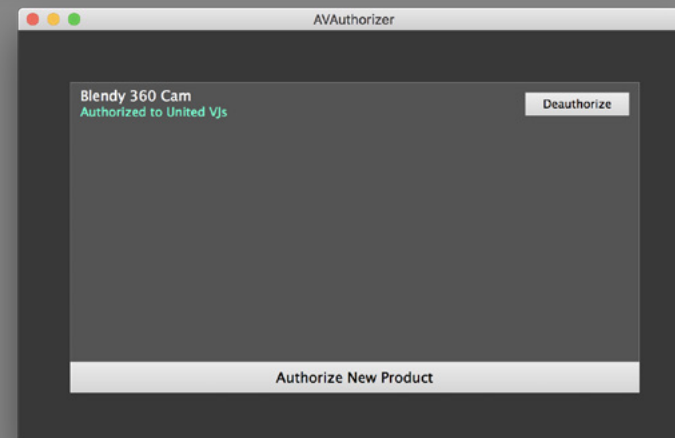 AVAuthorizer
Blendy 360 Cam
Authorized to United VJs
Deauthorize
Authorize New Product